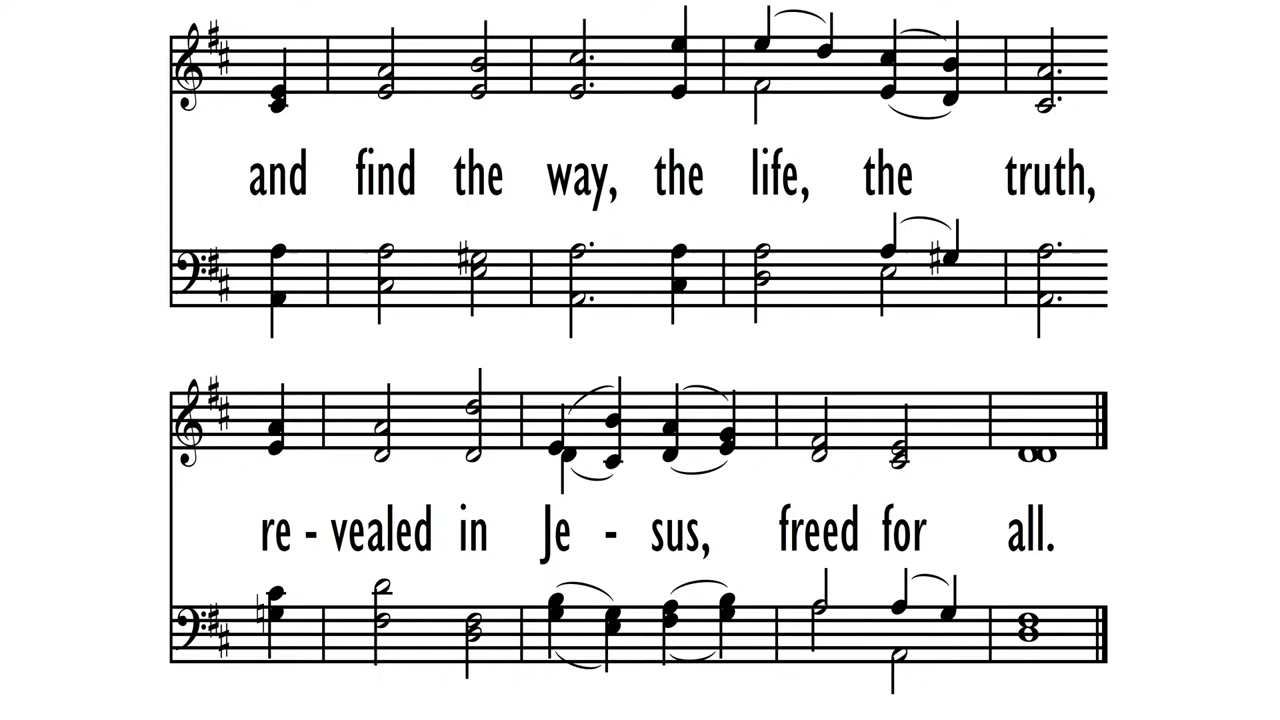 and find the way, the life, the truth,
re - vealed in Je - sus, freed for all.